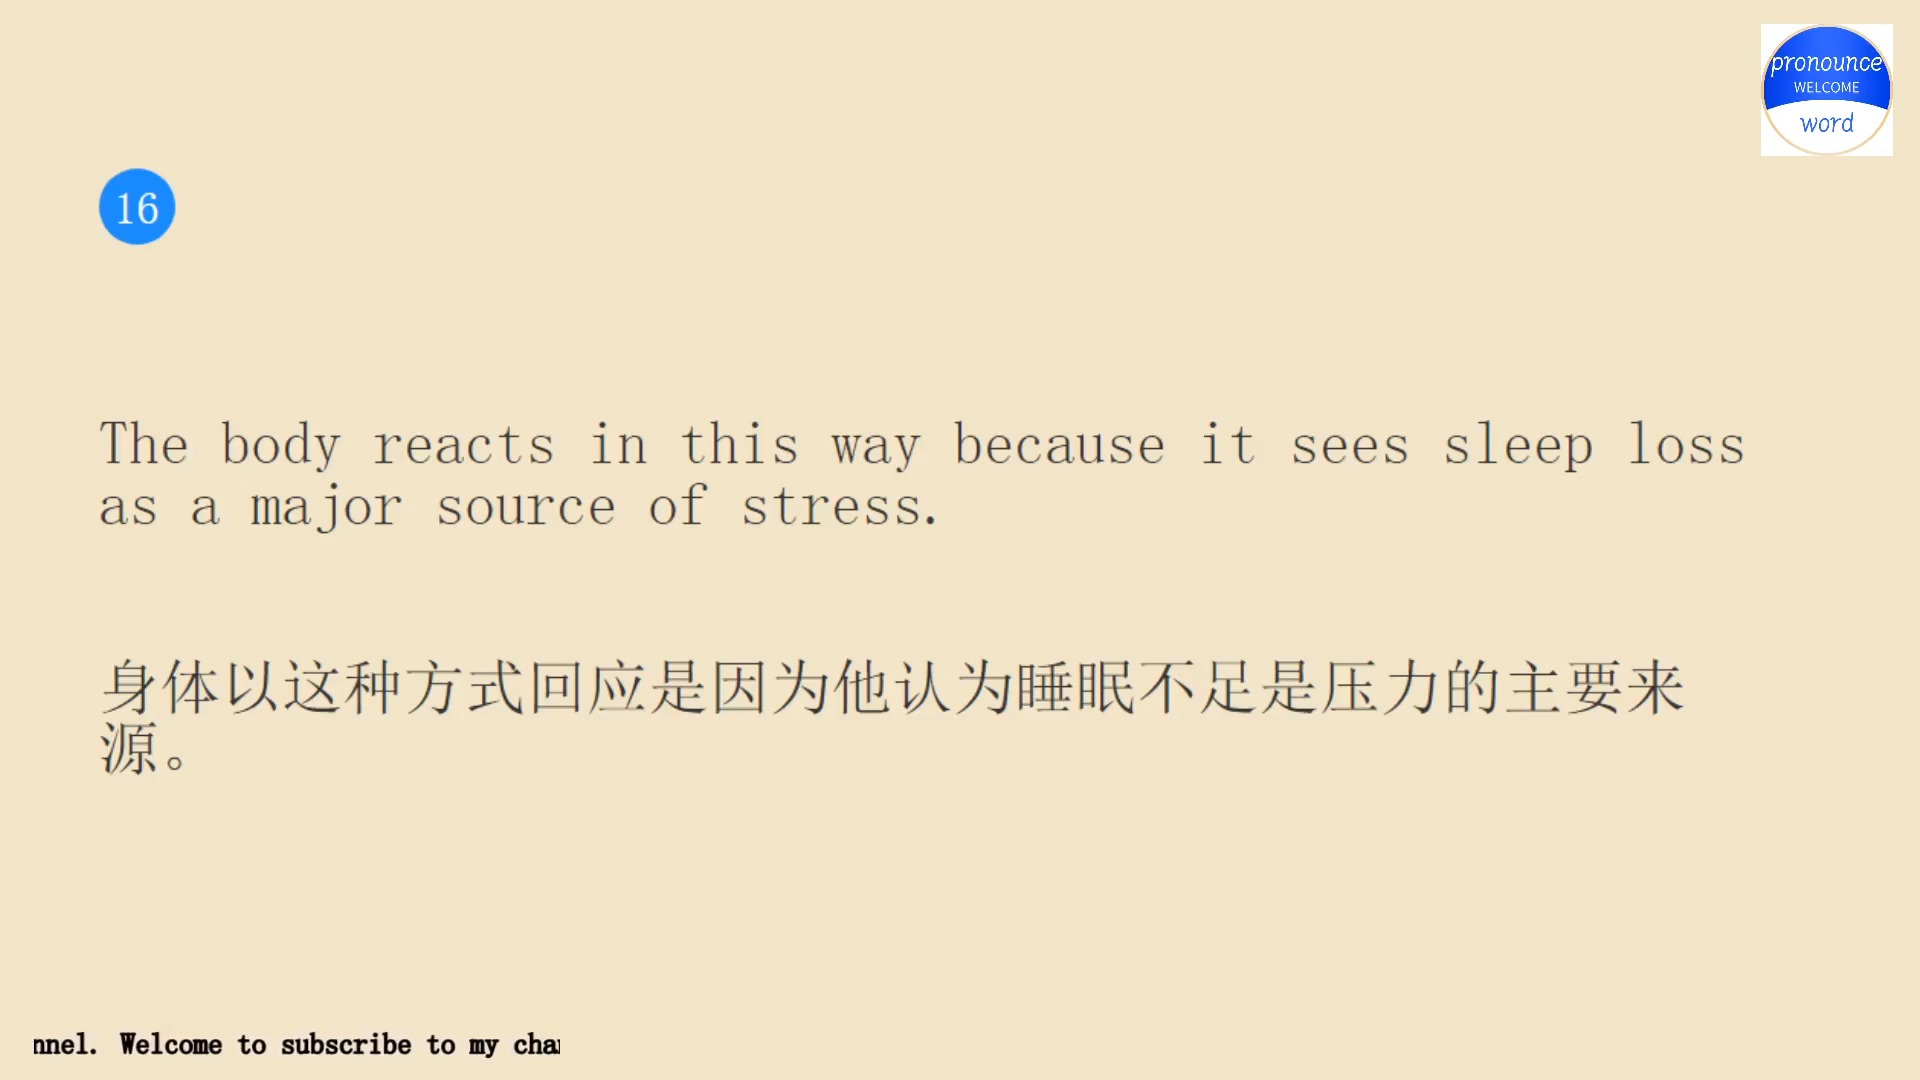 pronounce
WELCOME
word
16
The body reacts in this way because it sees sleep loss
as a major source of stress.
身体以这种方式回应是因为他认为睡眠不足是压力的主要来
源。
nnel. Welcome to subscribe to my chan